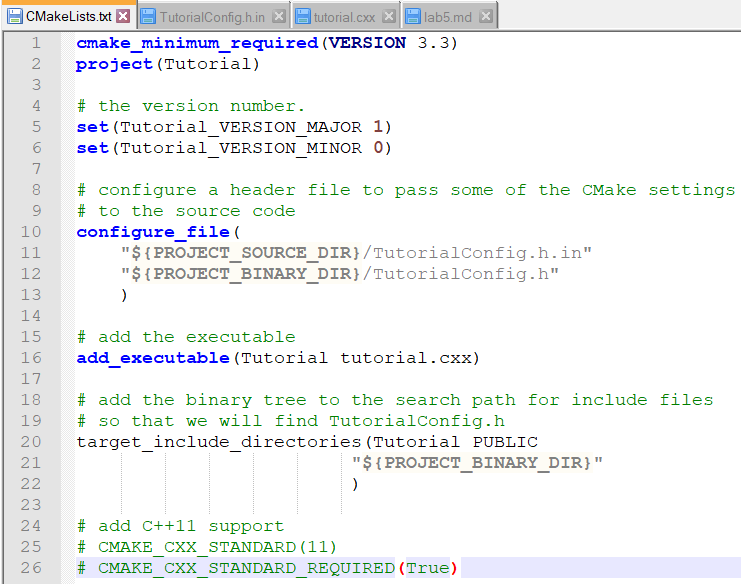 CMakeLists.txt TutorialConfig.h.in tutorial.cxx lab5.md
1 cmake_minimum_required(VERSION 3.3)
2 project(Tutorial)
3
4 # the version number.
5 set(Tutorial_VERSION_MAJOR 1)
6 set(Tutorial_VERSION_MINOR 0)
7
8 # configure a header file to pass some of the CMake settings
9 # to the source code
10 configure_file(
11 "${PROJECT_SOURCE_DIR}/TutorialConfig.h.in"
12 "${PROJECT_BINARY_DIR}/TutorialConfig.h"
13 )
14
15 # add the executable
16 add_executable(Tutorial tutorial.cxx)
17
18 # add the binary tree to the search path for include files
19 # so that we will find TutorialConfig.h
20 target_include_directories(Tutorial PUBLIC
21 "${PROJECT_BINARY_DIR}"
22 )
23
24 # add C++11 support
25 # CMAKE_CXX_STANDARD(11)
26 # CMAKE_CXX_STANDARD_REQUIRED(True)